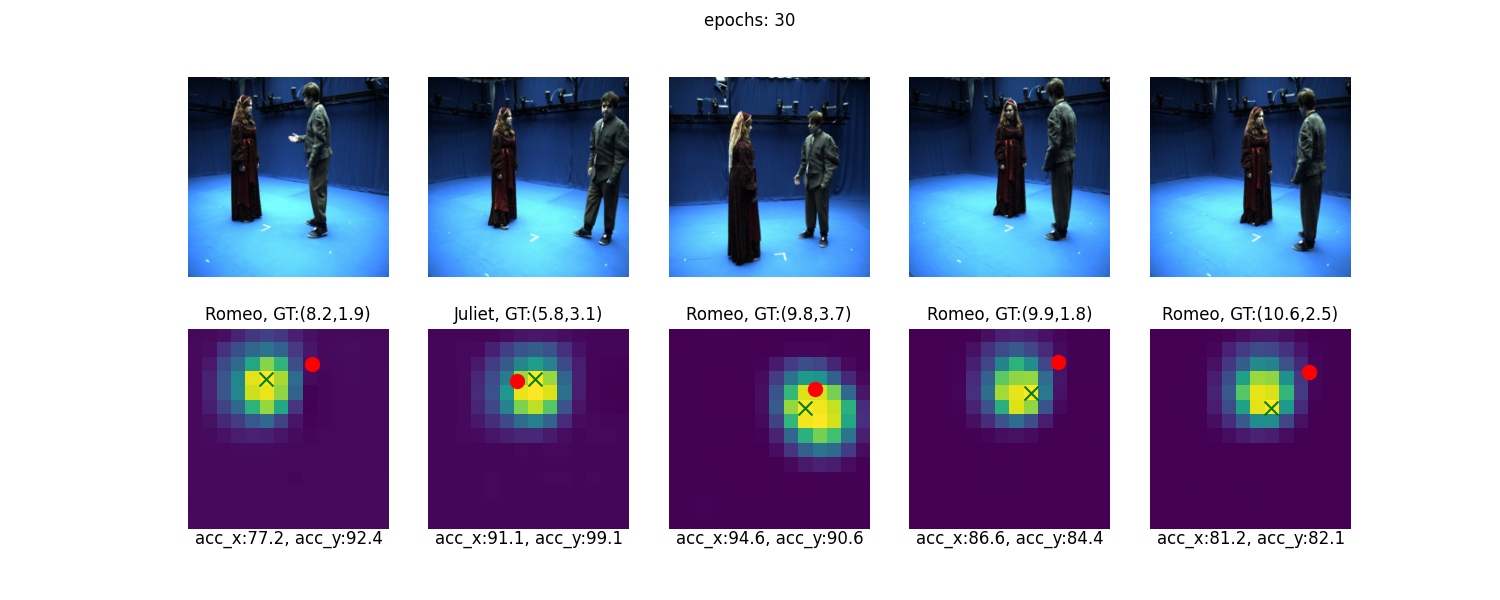 epochs: 30
Romeo, GT:(8.2,1.9)
Juliet, GT:(5.8,3.1)
Romeo, GT:(9.8,3.7)
Romeo, GT:(9.9,1.8)
Romeo, GT:(10.6,2.5)
acc_x:77.2, acc_y:92.4
acc_x:91.1, acc_y:99.1
acc_x:94.6, acc_y:90.6
acc_x:86.6, acc_y:84.4
acc_x:81.2, acc_y:82.1